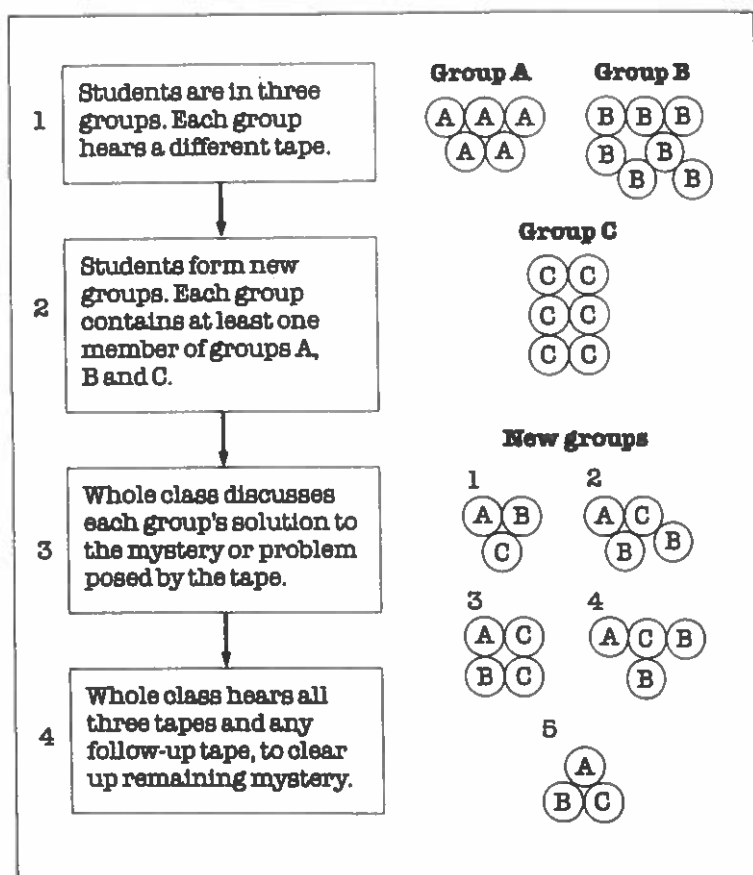 1
Students are in three
groups. Each group
hears a different tape.
2
Students form new
groups. Each group
contains at least one
member of groups A,
B and C.
3
Whole class discusses
each group's solution to
the mystery or problem
posed by the tape.
4
Whole class hears all
three tapes and any
follow-up tape, to clear
up remaining mystery.
Group A
A A A
A A
Group B
B B B
B B
B B
Group C
C C
C C
C C
New groups
1
A B
C
2
A C
B B
3
A C
B C
4
A C B
B
5
A
B C